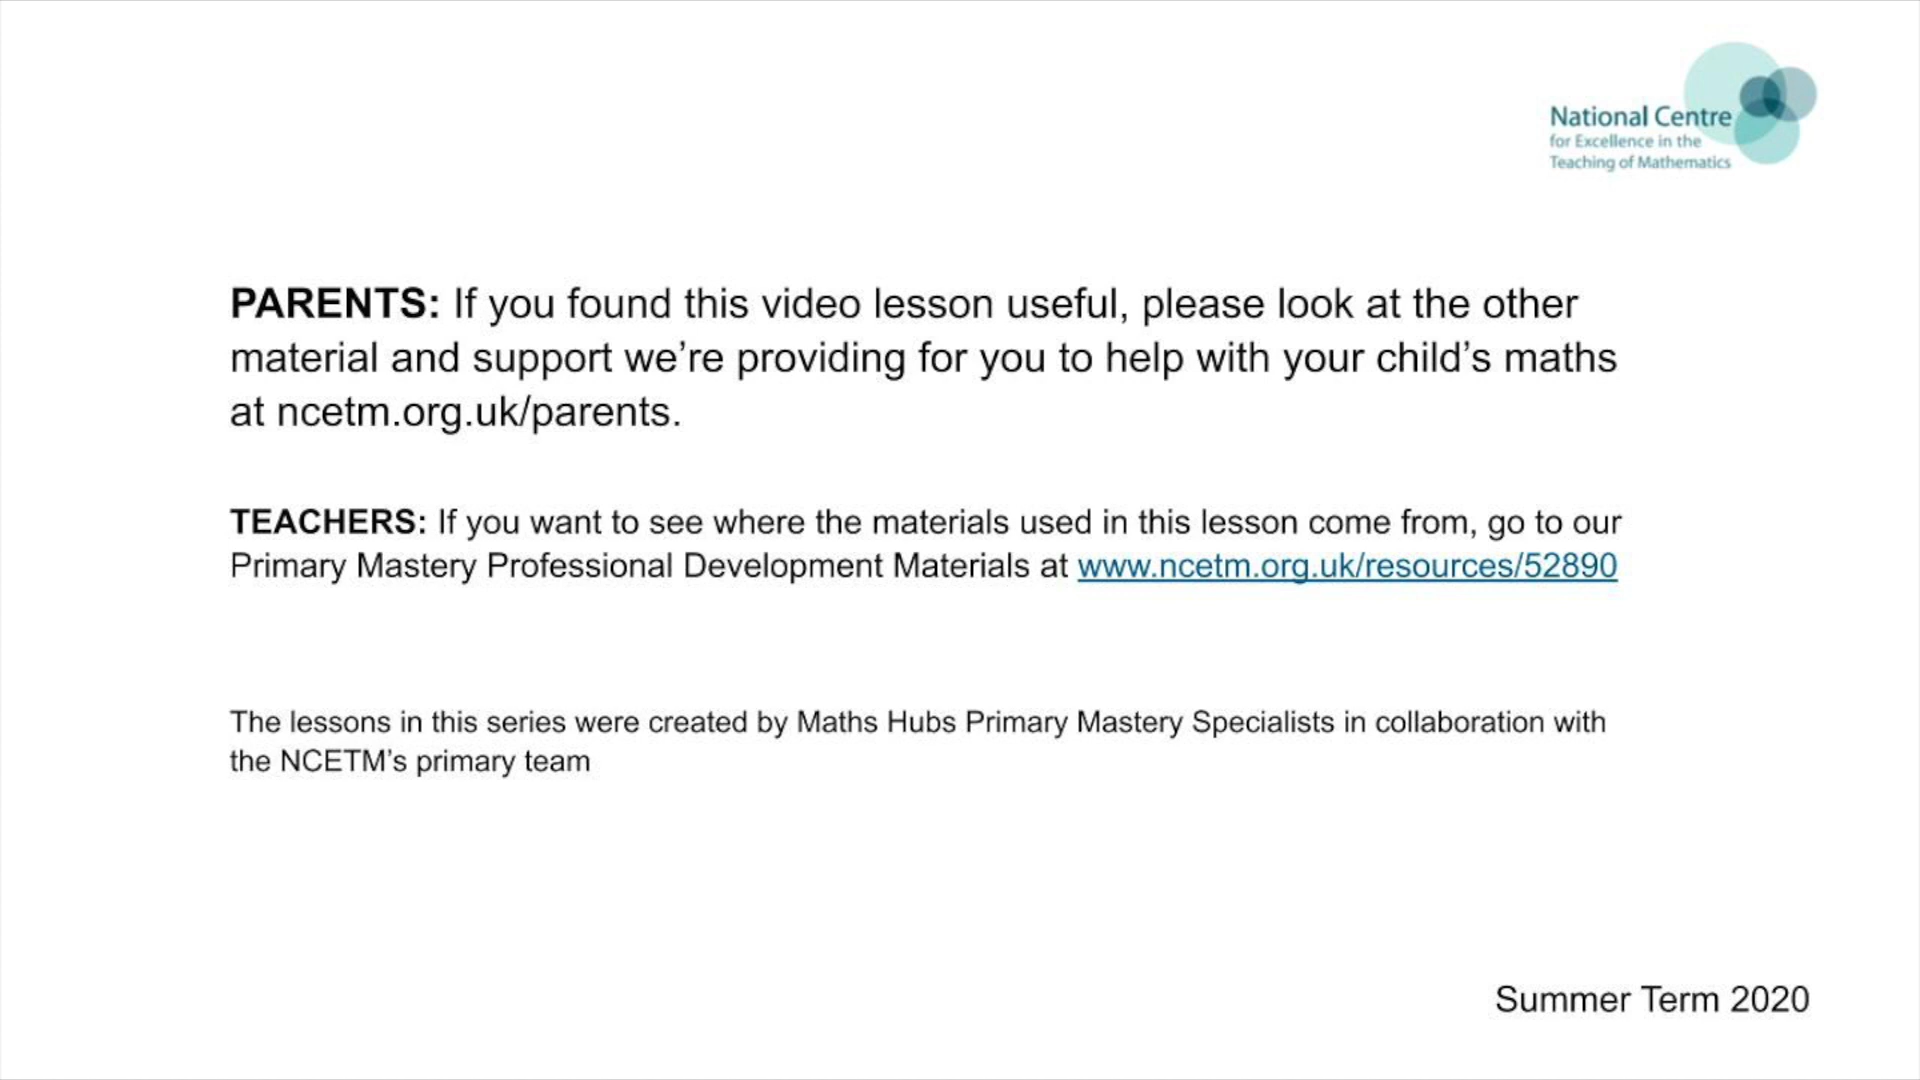 National Centre
for Excellence in the
Teaching of Mathematics
PARENTS: If you found this video lesson useful, please look at the other
material and support we’re providing for you to help with your child’s maths
at ncetm.org.uk/parents.
TEACHERS: If you want to see where the materials used in this lesson come from, go to our
Primary Mastery Professional Development Materials at www.ncetm.org.uk/resources/52890
The lessons in this series were created by Maths Hubs Primary Mastery Specialists in collaboration with
the NCETM’s primary team
Summer Term 2020